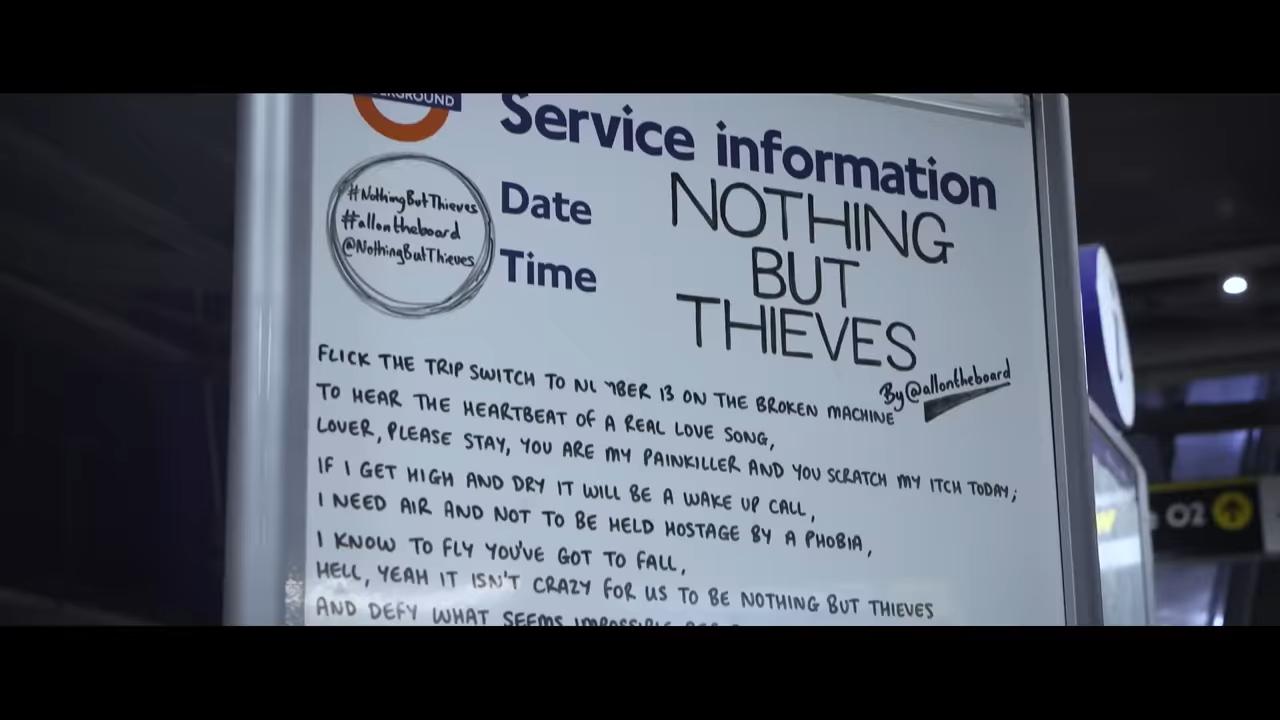 Service information
#NothingButThieves
#allontheboard
@NothingButThieves
Date
Time
NOTHING
BUT
THIEVES
By @allontheboard
FLICK THE TRIP SWITCH TO 13 ON THE BROKEN MACHINE
TO HEAR THE HEARTBEAT OF A REAL LOVE SONG,
LOVER, PLEASE STAY, YOU ARE MY PAINKILLER AND YOU SCRATCH MY ITCH TODAY;
IF I GET HIGH AND DRY IT WILL BE A WAKE UP CALL,
I NEED AIR AND NOT TO BE HELD HOSTAGE BY A PHOBIA,
I KNOW TO FLY YOU'VE GOT TO FALL,
HELL, YEAH IT ISN'T CRAZY FOR US TO BE NOTHING BUT THIEVES
AND DEFY WHAT SEEMS
O2